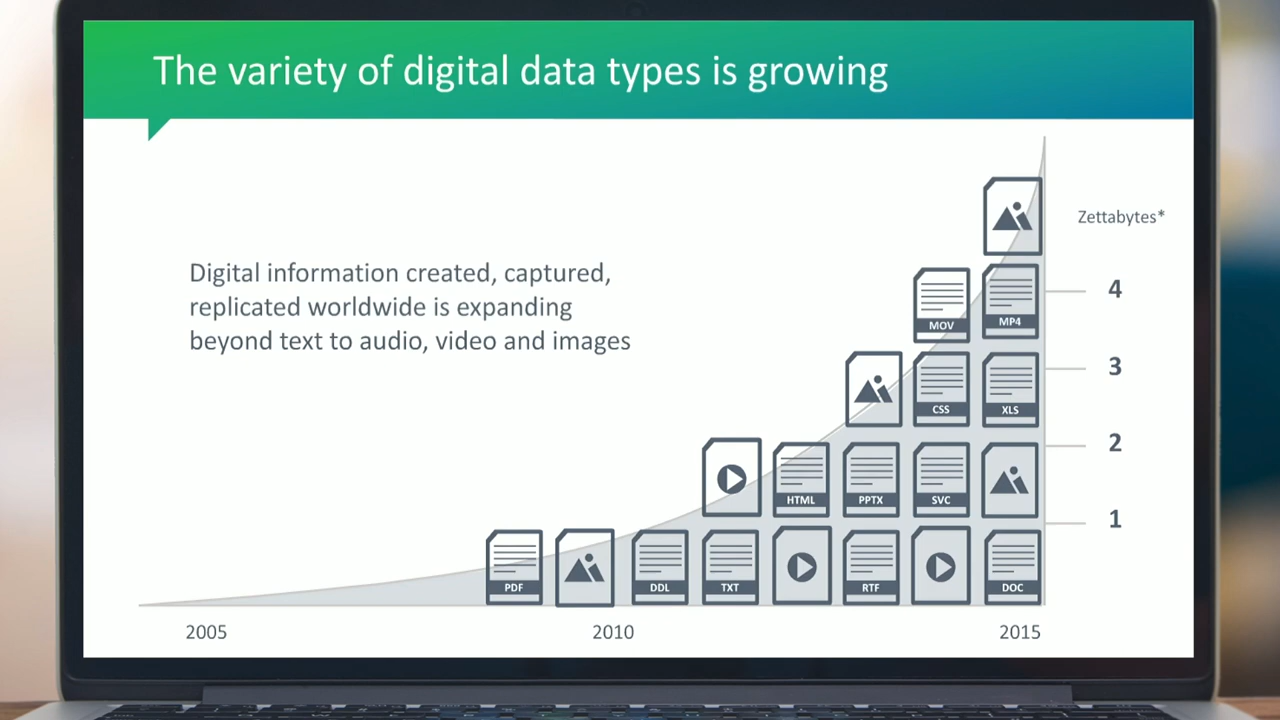 The variety of digital data types is growing
Zettabytes*
Digital information created, captured,
replicated worldwide is expanding
beyond text to audio, video and images
4
MOV
MP4
3
CSS
XLS
2
HTML
PPTX
SVC
1
PDF
DDL
TXT
RTF
DOC
2005
2010
2015